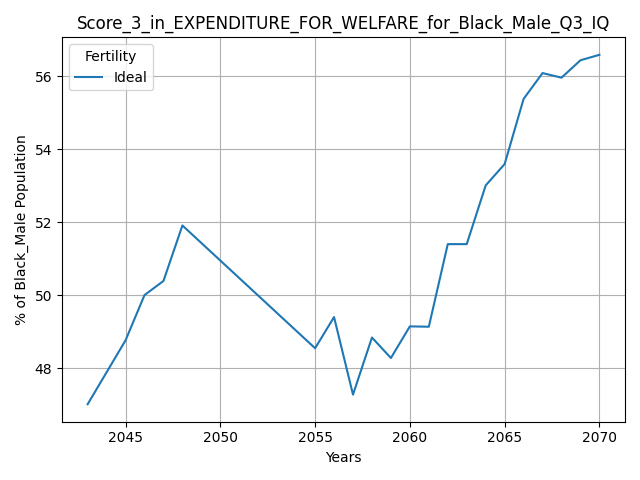 Score_3_in_EXPENDITURE_FOR_WELFARE_for_Black_Male_Q3_IQ
Fertility
Ideal
% of Black_Male Population
56
54
52
50
48
2045 2050 2055 2060 2065 2070
Years